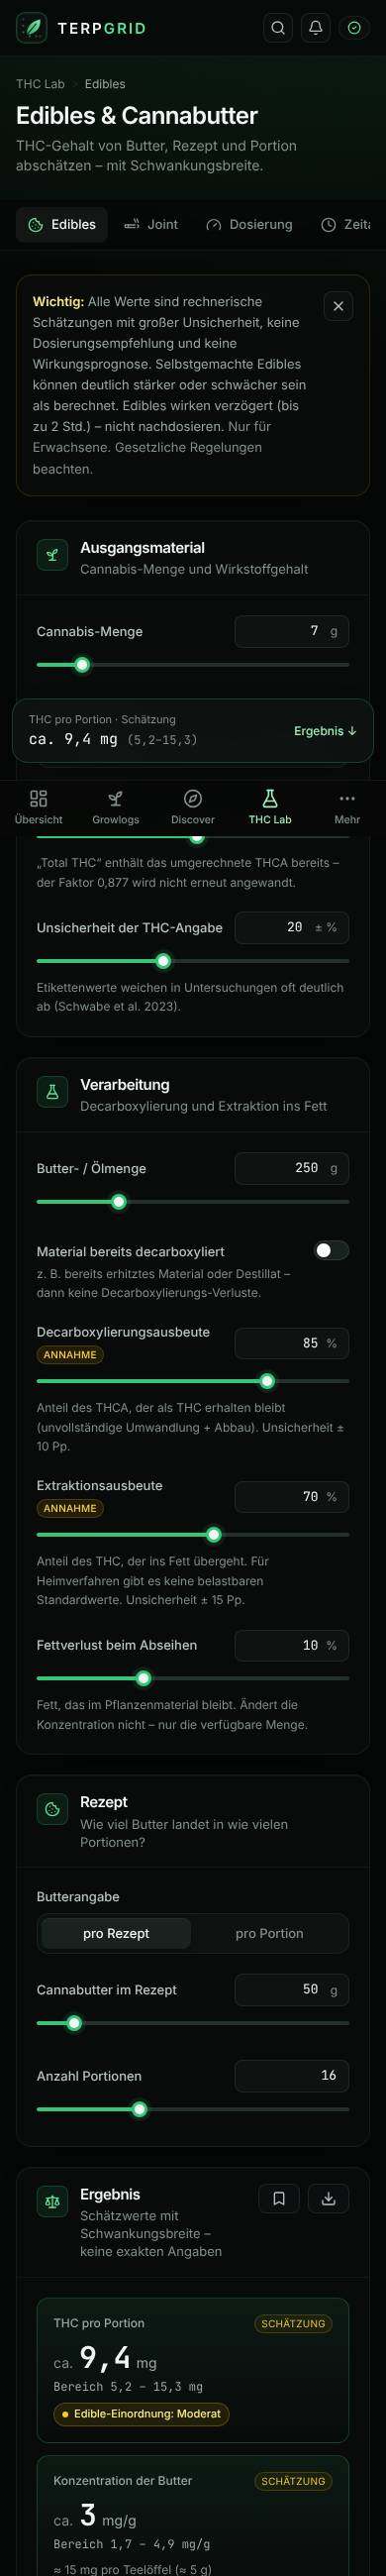 TERPGRID
THC Lab › Edibles
Edibles & Cannabutter
THC-Gehalt von Butter, Rezept und Portion
abschätzen – mit Schwankungsbreite.
Edibles Joint Dosierung Zeita
Wichtig: Alle Werte sind rechnerische
Schätzungen mit großer Unsicherheit, keine
Dosierungsempfehlung und keine
Wirkungsprognose. Selbstgemachte Edibles
können deutlich stärker oder schwächer sein
als berechnet. Edibles wirken verzögert (bis
zu 2 Std.) – nicht nachdosieren. Nur für
Erwachsene. Gesetzliche Regelungen
beachten.
Ausgangsmaterial
Cannabis-Menge und Wirkstoffgehalt
Cannabis-Menge 7 g
THC pro Portion · Schätzung
ca. 9,4 mg (5,2–15,3)
Ergebnis ↓
Übersicht Growlogs Discover THC Lab Mehr
„Total THC“ enthält das umgerechnete THCA bereits –
der Faktor 0,877 wird nicht erneut angewandt.
Unsicherheit der THC-Angabe 20 ± %
Etikettenwerte weichen in Untersuchungen oft deutlich
ab (Schwabe et al. 2023).
Verarbeitung
Decarboxylierung und Extraktion ins Fett
Butter- / Ölmenge 250 g
Material bereits decarboxyliert
z. B. bereits erhitztes Material oder Destillat –
dann keine Decarboxylierungs-Verluste.
Decarboxylierungsausbeute 85 %
ANNAHME
Anteil des THCA, der als THC erhalten bleibt
(unvollständige Umwandlung + Abbau). Unsicherheit ±
10 Pp.
Extraktionsausbeute 70 %
ANNAHME
Anteil des THC, der ins Fett übergeht. Für
Heimverfahren gibt es keine belastbaren
Standardwerte. Unsicherheit ± 15 Pp.
Fettverlust beim Abseihen 10 %
Fett, das im Pflanzenmaterial bleibt. Ändert die
Konzentration nicht – nur die verfügbare Menge.
Rezept
Wie viel Butter landet in wie vielen
Portionen?
Butterangabe
pro Rezept pro Portion
Cannabutter im Rezept 50 g
Anzahl Portionen 16
Ergebnis
Schätzwerte mit
Schwankungsbreite –
keine exakten Angaben
THC pro Portion SCHÄTZUNG
ca. 9,4 mg
Bereich 5,2 – 15,3 mg
Edible-Einordnung: Moderat
Konzentration der Butter SCHÄTZUNG
ca. 3 mg/g
Bereich 1,7 – 4,9 mg/g
≈ 15 mg pro Teelöffel (≈ 5 g)